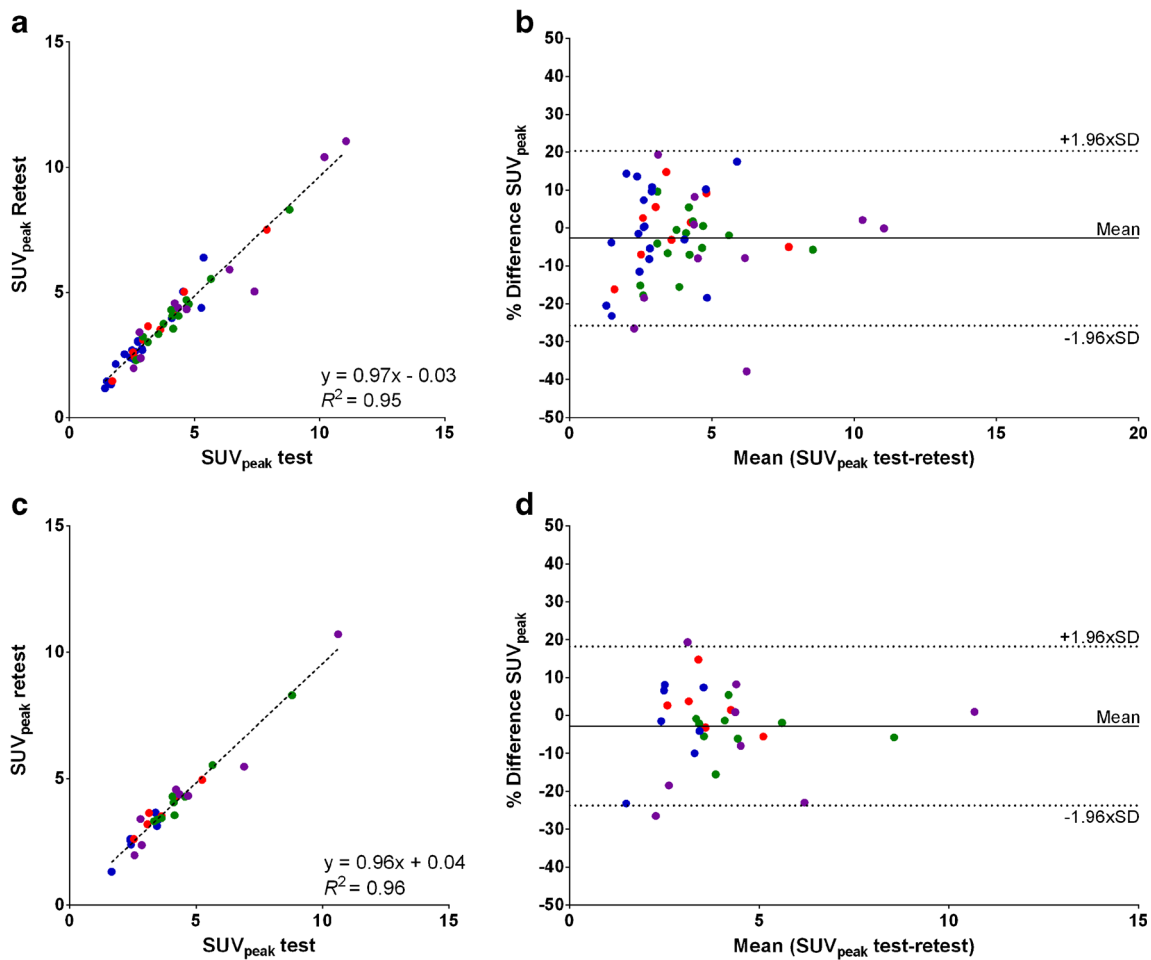 a
15
10
5
0
SUVpeak Retest
0 5 10 15
SUVpeak test
y = 0.97x - 0.03
R² = 0.95
b
50
40
30
20
10
0
-10
-20
-30
-40
-50
% Difference SUVpeak
+1.96xSD
Mean
-1.96xSD
0 5 10 15 20
Mean (SUVpeak test-retest)
c
15
10
5
0
SUVpeak retest
0 5 10 15
SUVpeak test
y = 0.96x + 0.04
R² = 0.96
d
50
40
30
20
10
0
-10
-20
-30
-40
-50
% Difference SUVpeak
+1.96xSD
Mean
-1.96xSD
0 5 10 15
Mean (SUVpeak test-retest)